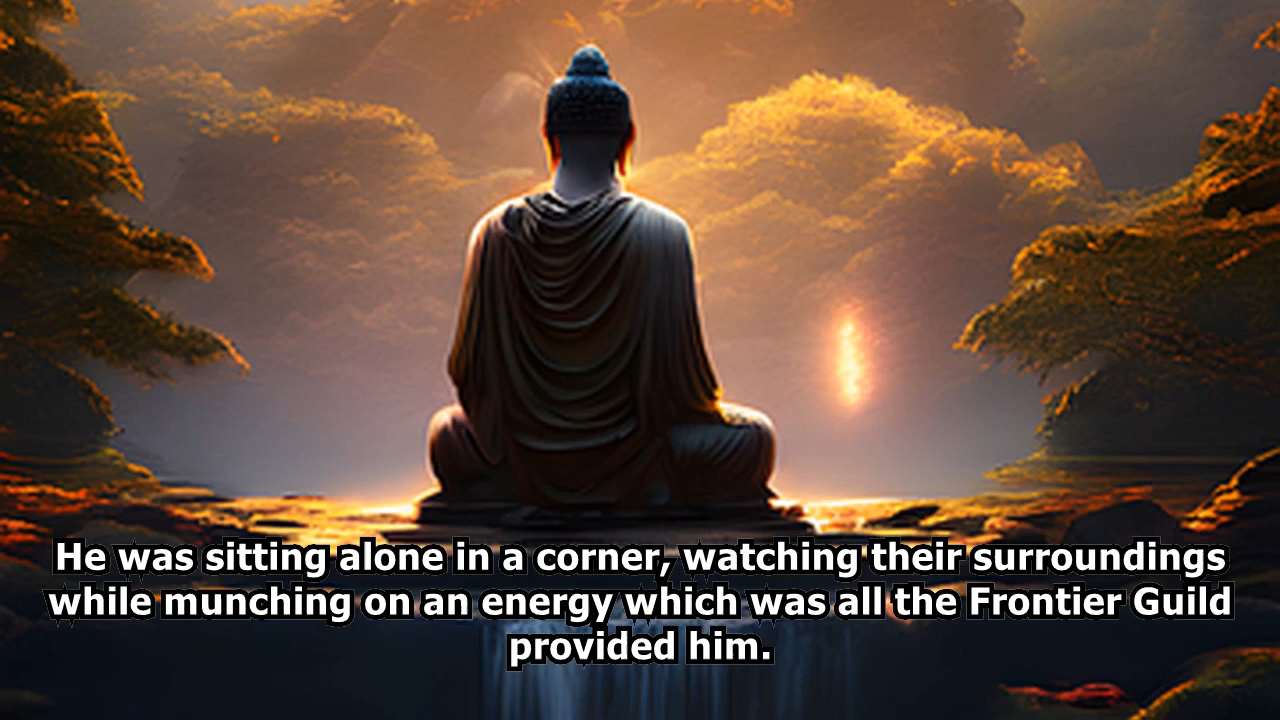 He was sitting alone in a corner, watching their surroundings
while munching on an energy which was all the Frontier Guild
provided him.